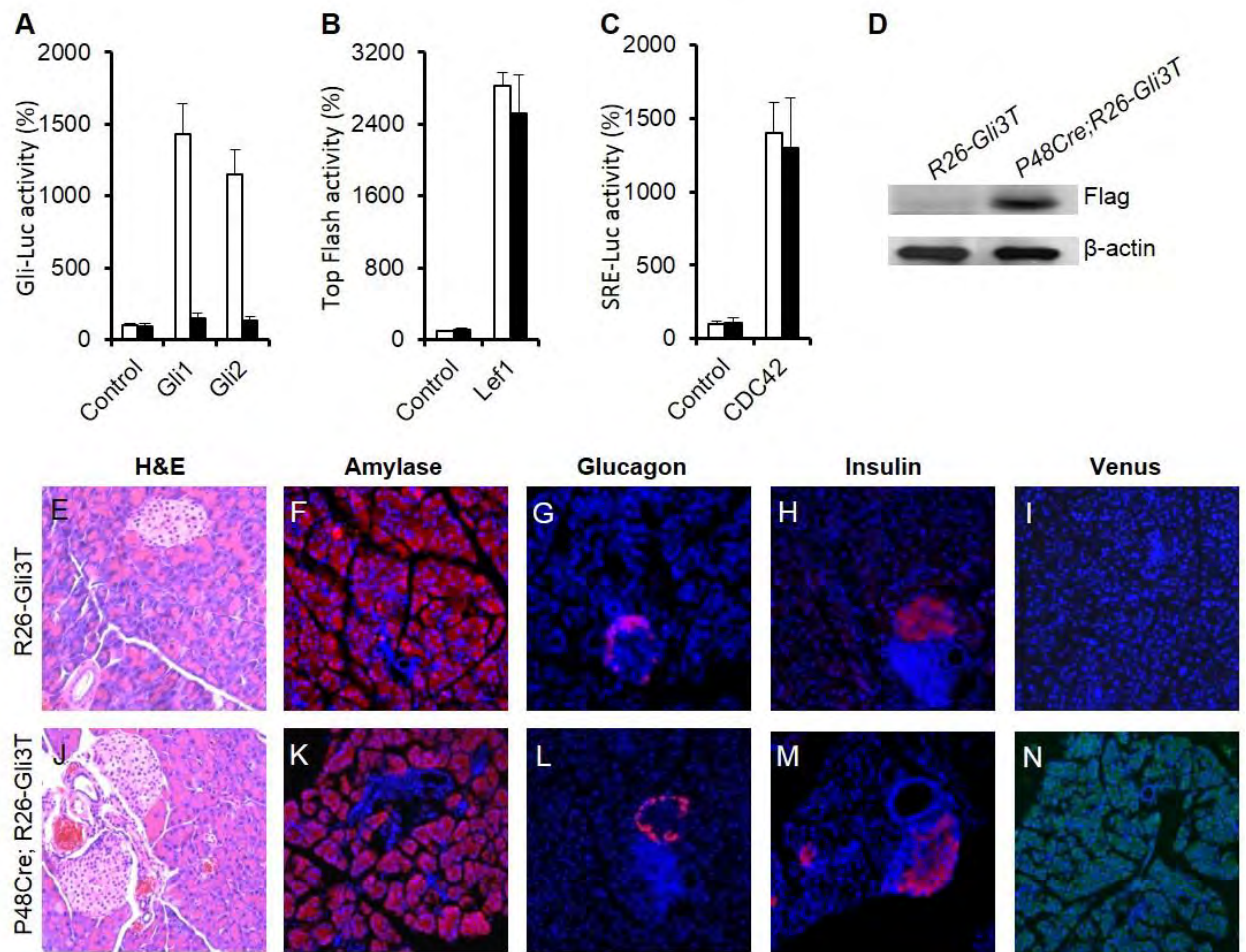 A
B
C
D
Gli-Luc activity (%)
2000
1500
1000
500
0
Control
Gli1
Gli2
Top Flash activity (%)
3200
2400
1600
800
0
Control
Lef1
SRE-Luc activity (%)
2000
1500
1000
500
0
Control
CDC42
R26-Gli3T
P48Cre;R26-Gli3T
Flag
β-actin
H&E
Amylase
Glucagon
Insulin
Venus
R26-Gli3T
E
F
G
H
I
P48Cre; R26-Gli3T
J
K
L
M
N